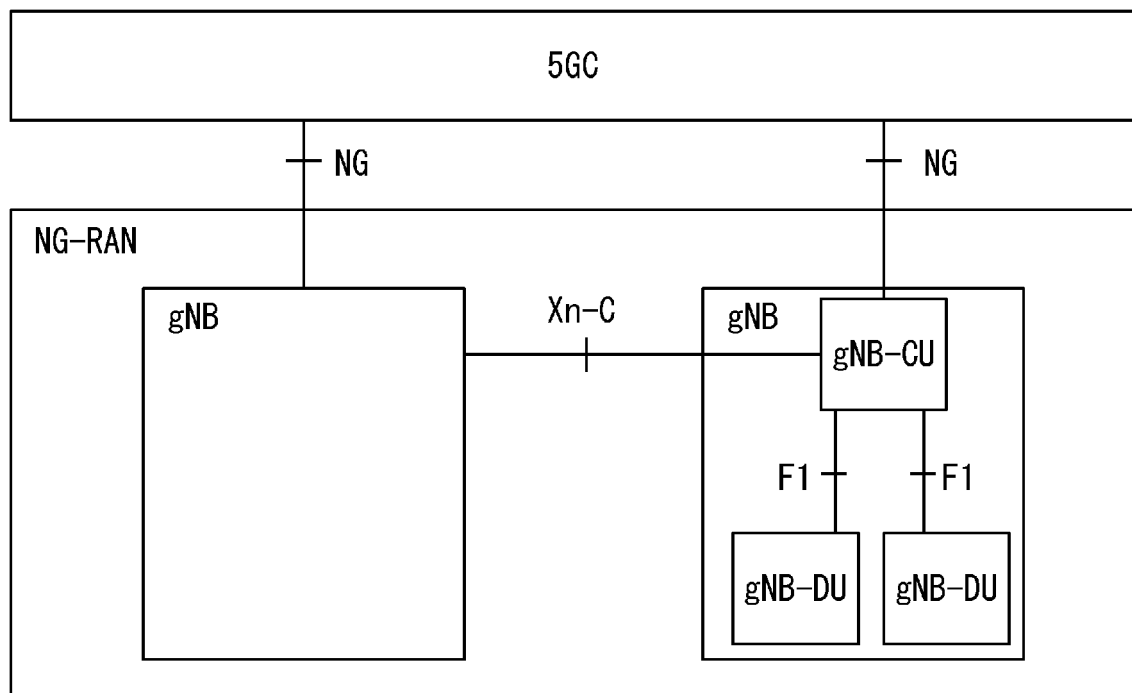 5GC
NG
NG
NG-RAN
gNB
Xn-C
gNB
gNB-CU
F1
F1
gNB-DU
gNB-DU